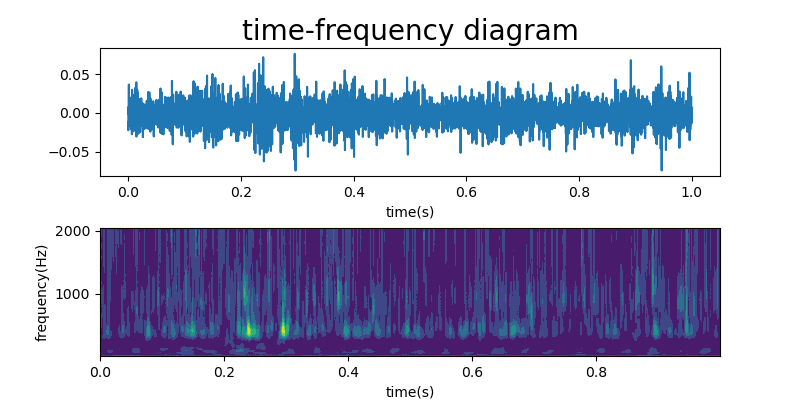 time-frequency diagram
0.05
0.00
−0.05
0.0 0.2 0.4 0.6 0.8 1.0
time(s)
2000
1000
frequency(Hz)
0.0 0.2 0.4 0.6 0.8
time(s)